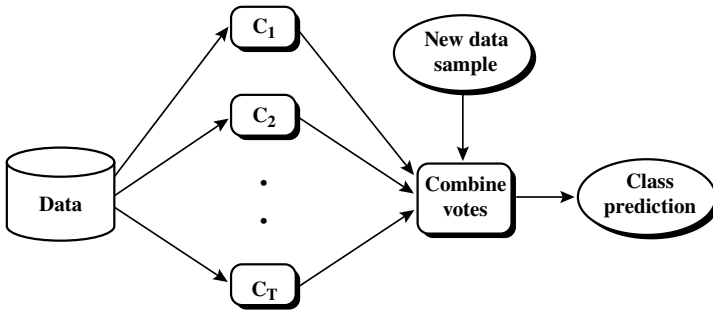 C1
New data
sample
C2
Data
Combine
votes
Class
prediction
CT